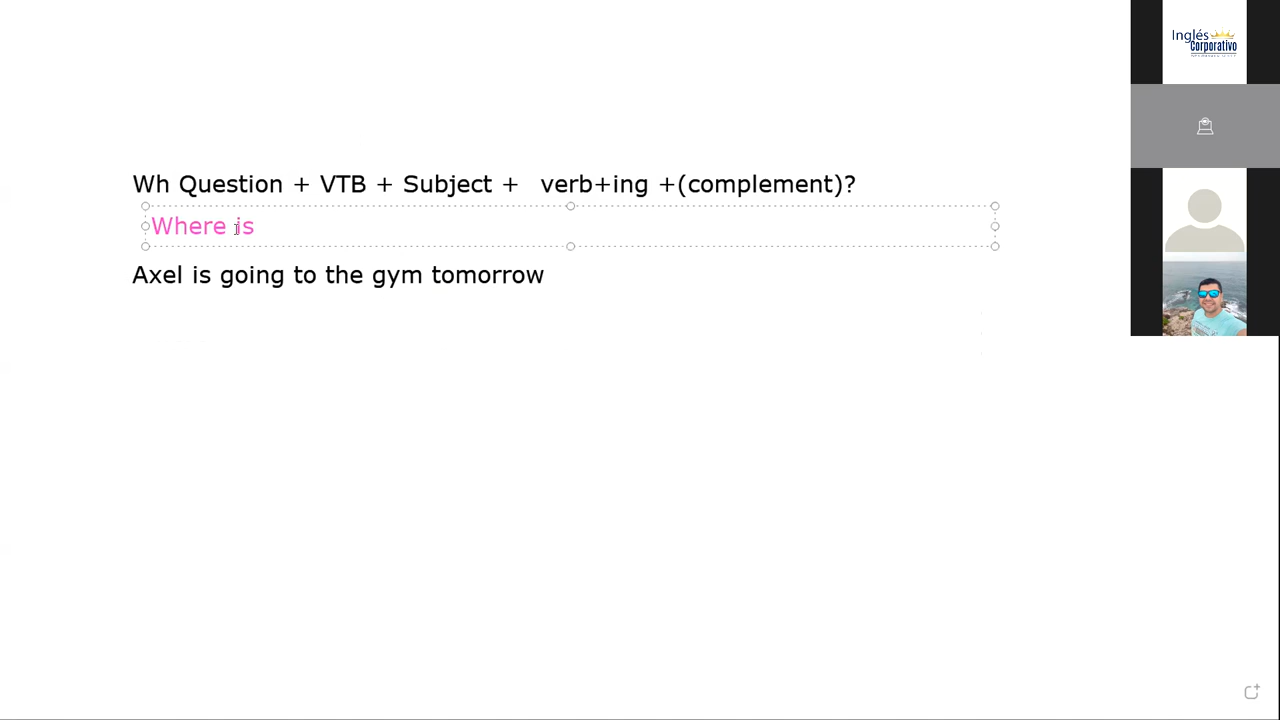 Wh Question + VTB + Subject + verb+ing +(complement)?
Where is
Axel is going to the gym tomorrow
Inglés
Corporativo